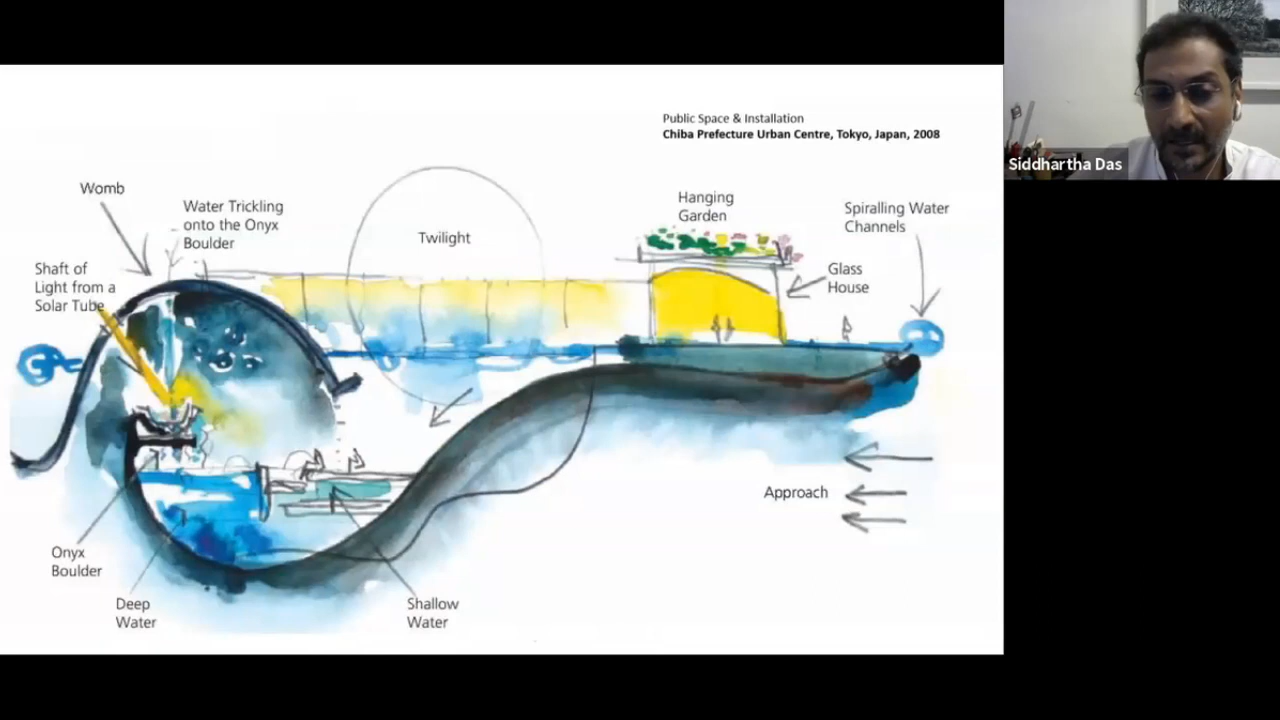 Public Space & Installation
Chiba Prefecture Urban Centre, Tokyo, Japan, 2008
Siddhartha Das
Womb
Water Trickling
onto the Onyx
Boulder
Shaft of
Light from a
Solar Tube
Twilight
Hanging
Garden
Spiralling Water
Channels
Glass
House
Approach
Onyx
Boulder
Deep
Water
Shallow
Water